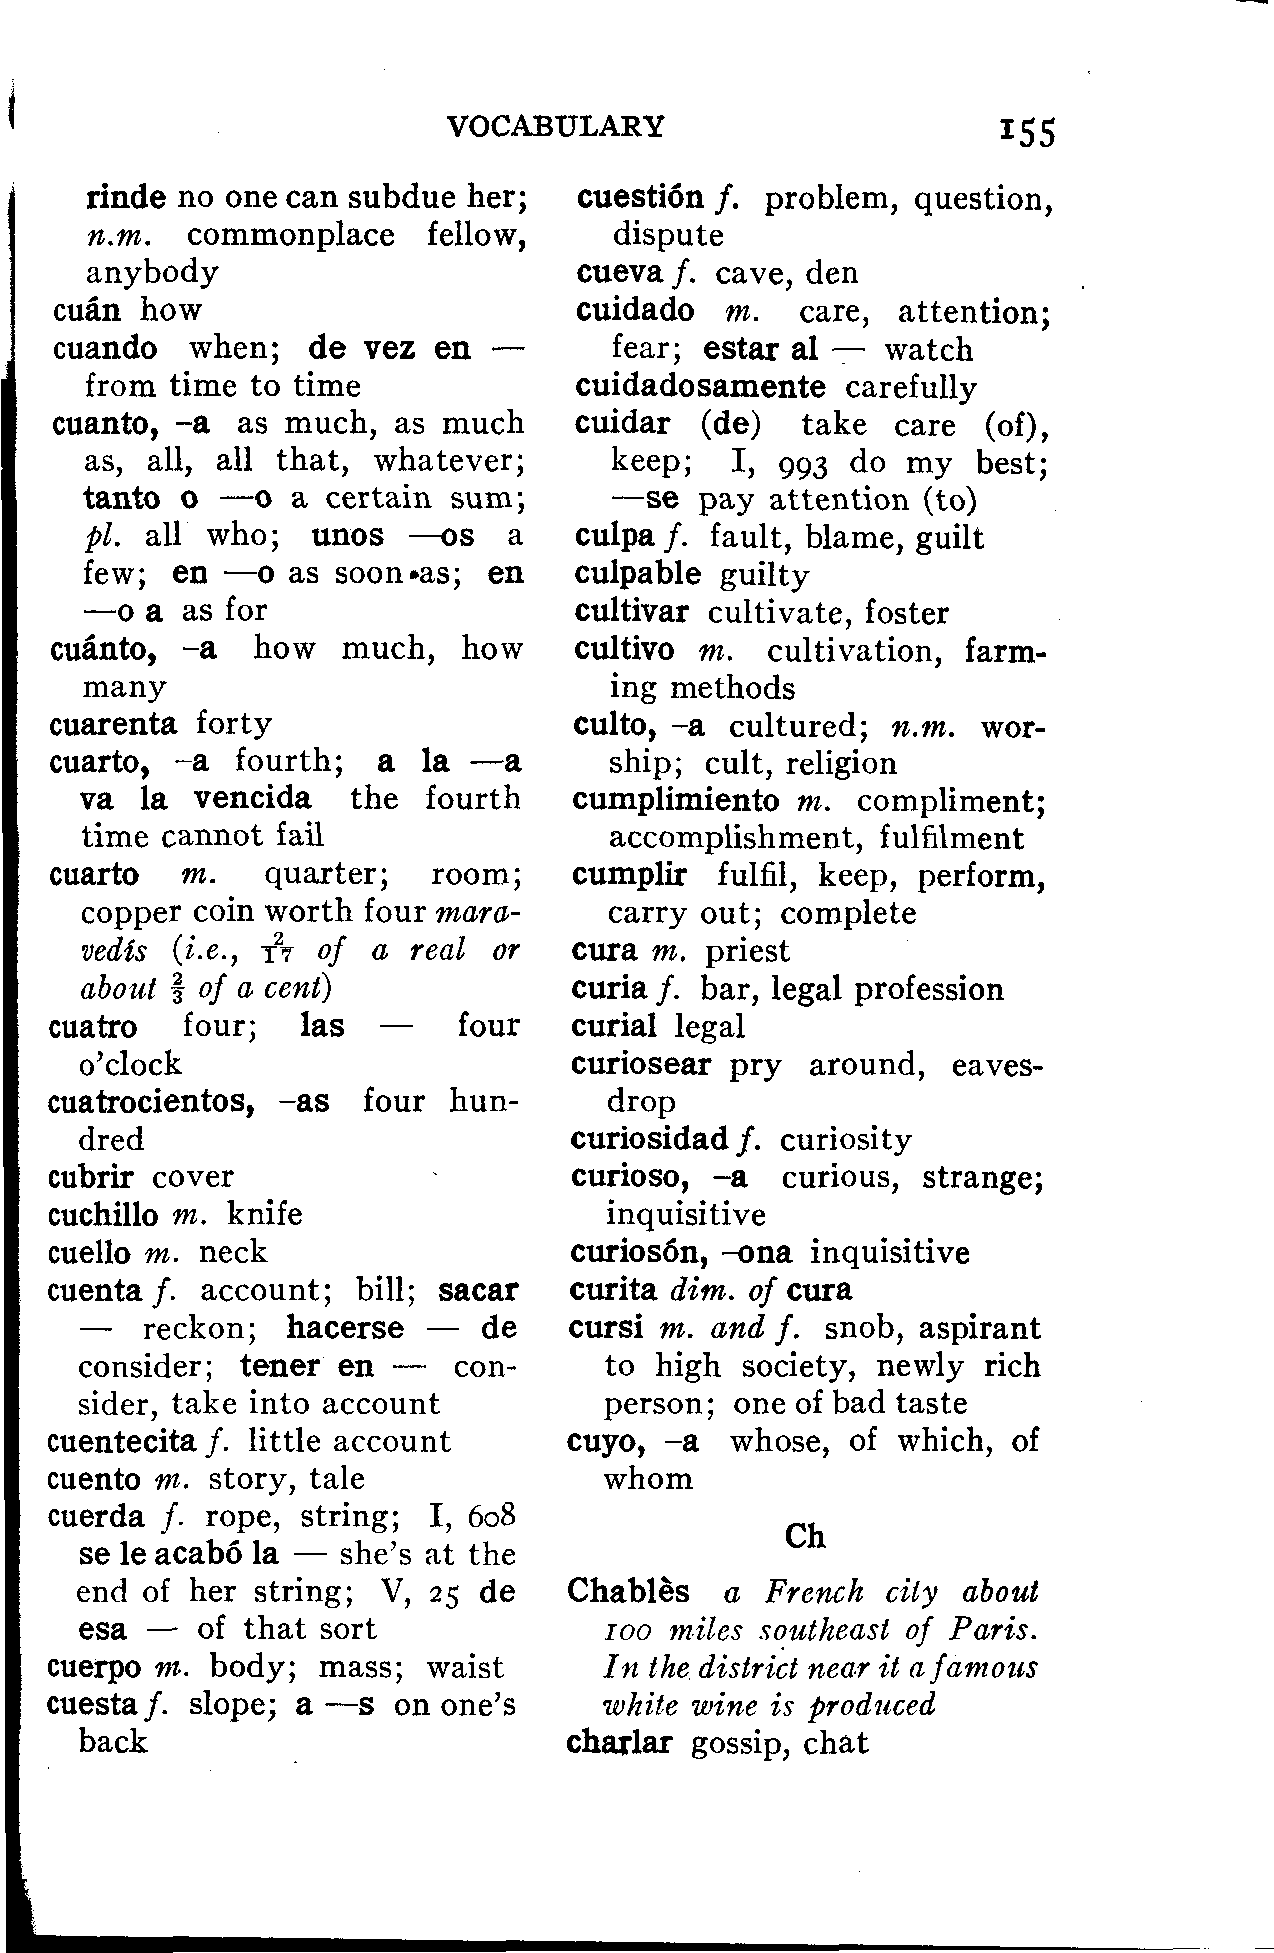 VOCABULARY 155
rinde no one can subdue her;
n.m. commonplace fellow,
anybody
cuán how
cuando when; de vez en —
from time to time
cuanto, -a as much, as much
as, all, all that, whatever;
tanto o —o a certain sum;
pl. all who; unos —os a
few; en —o as soon as; en
—o a as for
cuánto, -a how much, how
many
cuarenta forty
cuarto, -a fourth; a la —a
va la vencida the fourth
time cannot fail
cuarto m. quarter; room;
copper coin worth four mara-
vedís (i.e., 2/17 of a real or
about 2/3 of a cent)
cuatro four; las — four
o'clock
cuatrocientos, -as four hun-
dred
cubrir cover
cuchillo m. knife
cuello m. neck
cuenta f. account; bill; sacar
— reckon; hacerse — de
consider; tener en — con-
sider, take into account
cuentecita f. little account
cuento m. story, tale
cuerda f. rope, string; I, 608
se le acabó la — she's at the
end of her string; V, 25 de
esa — of that sort
cuerpo m. body; mass; waist
cuesta f. slope; a —s on one's
back
cuestión f. problem, question,
dispute
cueva f. cave, den
cuidado m. care, attention;
fear; estar al — watch
cuidadosamente carefully
cuidar (de) take care (of),
keep; I, 993 do my best;
—se pay attention (to)
culpa f. fault, blame, guilt
culpable guilty
cultivar cultivate, foster
cultivo m. cultivation, farm-
ing methods
culto, -a cultured; n.m. wor-
ship; cult, religion
cumplimiento m. compliment;
accomplishment, fulfilment
cumplir fulfil, keep, perform,
carry out; complete
cura m. priest
curia f. bar, legal profession
curial legal
curiosear pry around, eaves-
drop
curiosidad f. curiosity
curioso, -a curious, strange;
inquisitive
curiosón, -ona inquisitive
curita dim. of cura
cursi m. and f. snob, aspirant
to high society, newly rich
person; one of bad taste
cuyo, -a whose, of which, of
whom
Ch
Chablès a French city about
100 miles southeast of Paris.
In the district near it a famous
white wine is produced
charlar gossip, chat